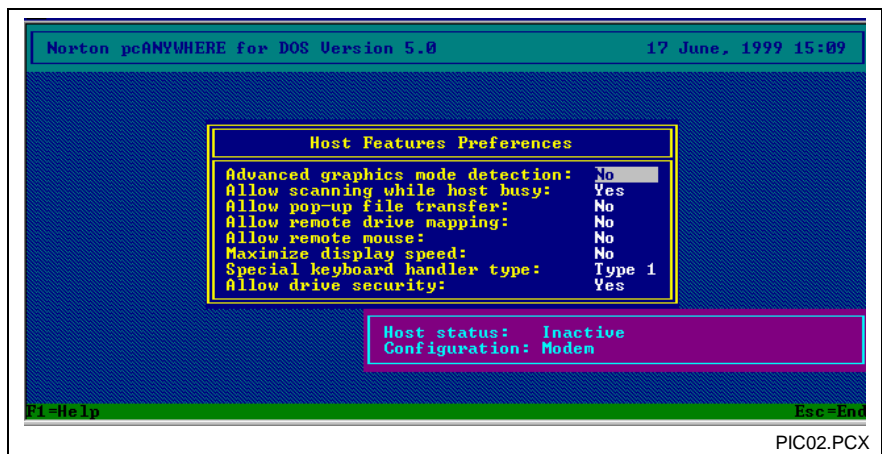 Norton pcANYWHERE for DOS Version 5.0 17 June, 1999 15:09
Host Features Preferences
Advanced graphics mode detection: No
Allow scanning while host busy: Yes
Allow pop-up file transfer: No
Allow remote drive mapping: No
Allow remote mouse: No
Maximize display speed: No
Special keyboard handler type: Type 1
Allow drive security: Yes
Host status: Inactive
Configuration: Modem
F1=Help Esc=End
PIC02.PCX